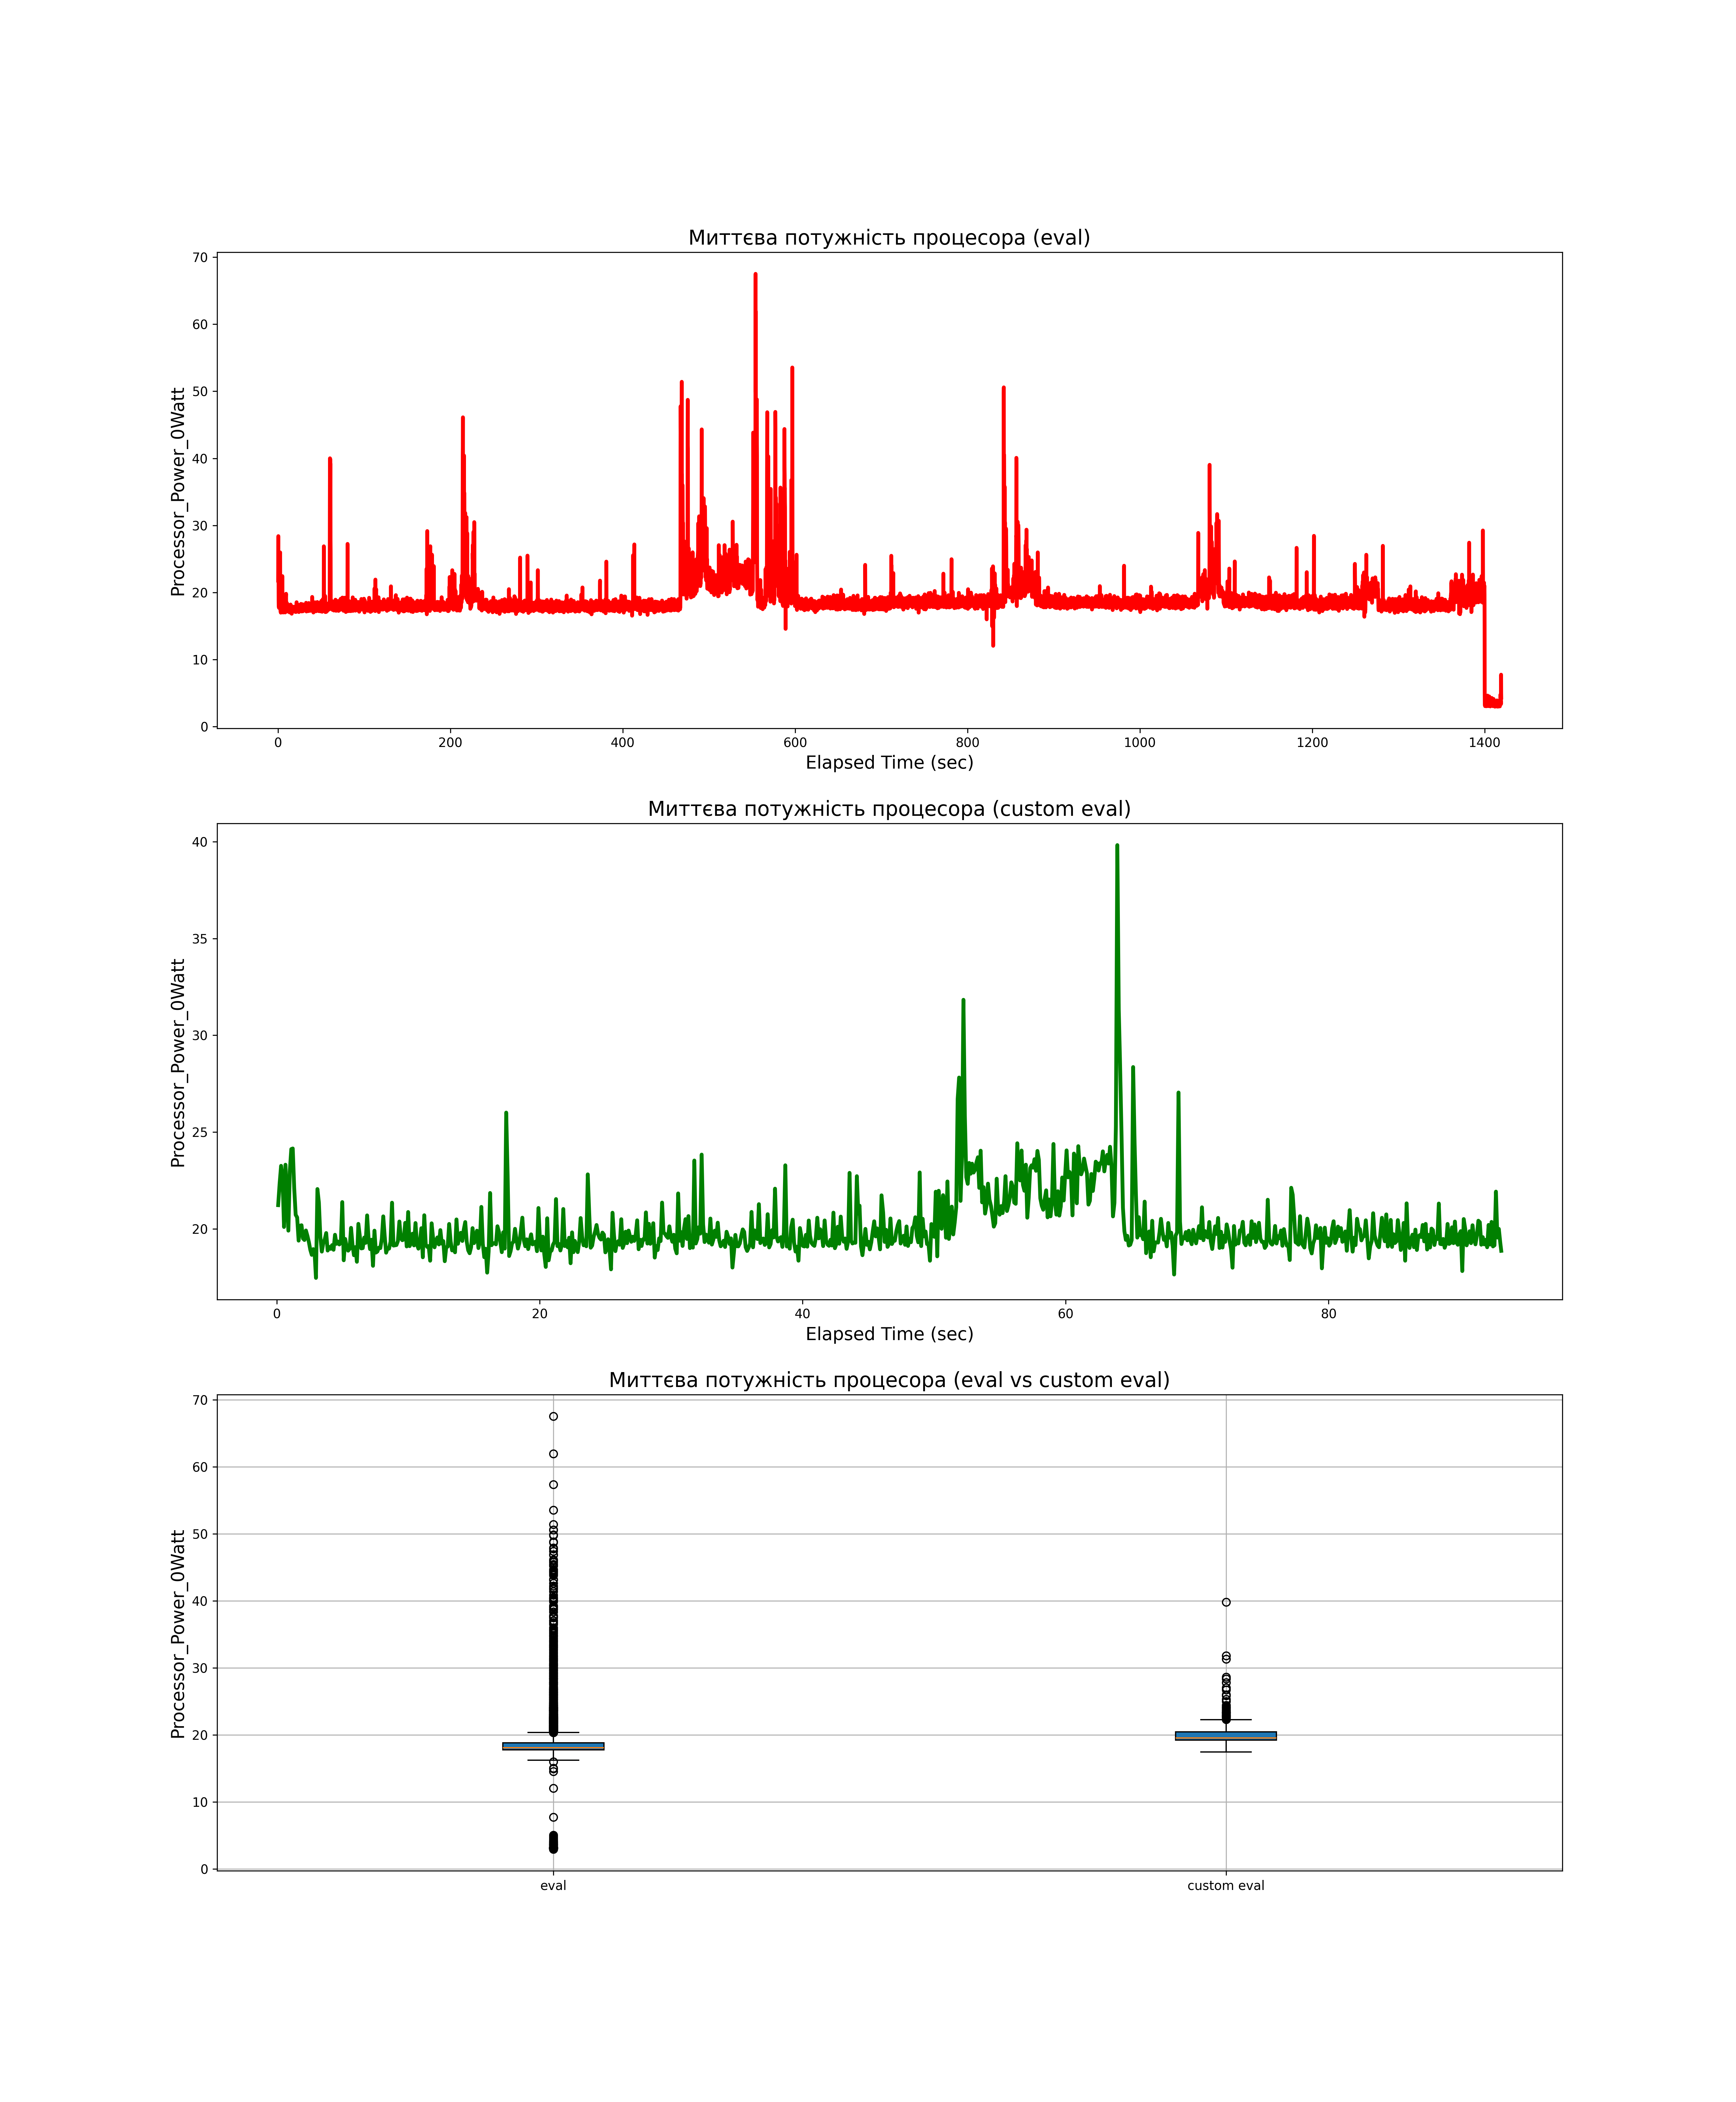 Миттєва потужність процесора (eval)
Processor_Power_0Watt
70
60
50
40
30
20
10
0
0 200 400 600 800 1000 1200 1400
Elapsed Time (sec)
Миттєва потужність процесора (custom eval)
Processor_Power_0Watt
40
35
30
25
20
0 20 40 60 80
Elapsed Time (sec)
Миттєва потужність процесора (eval vs custom eval)
Processor_Power_0Watt
70
60
50
40
30
20
10
0
eval custom eval